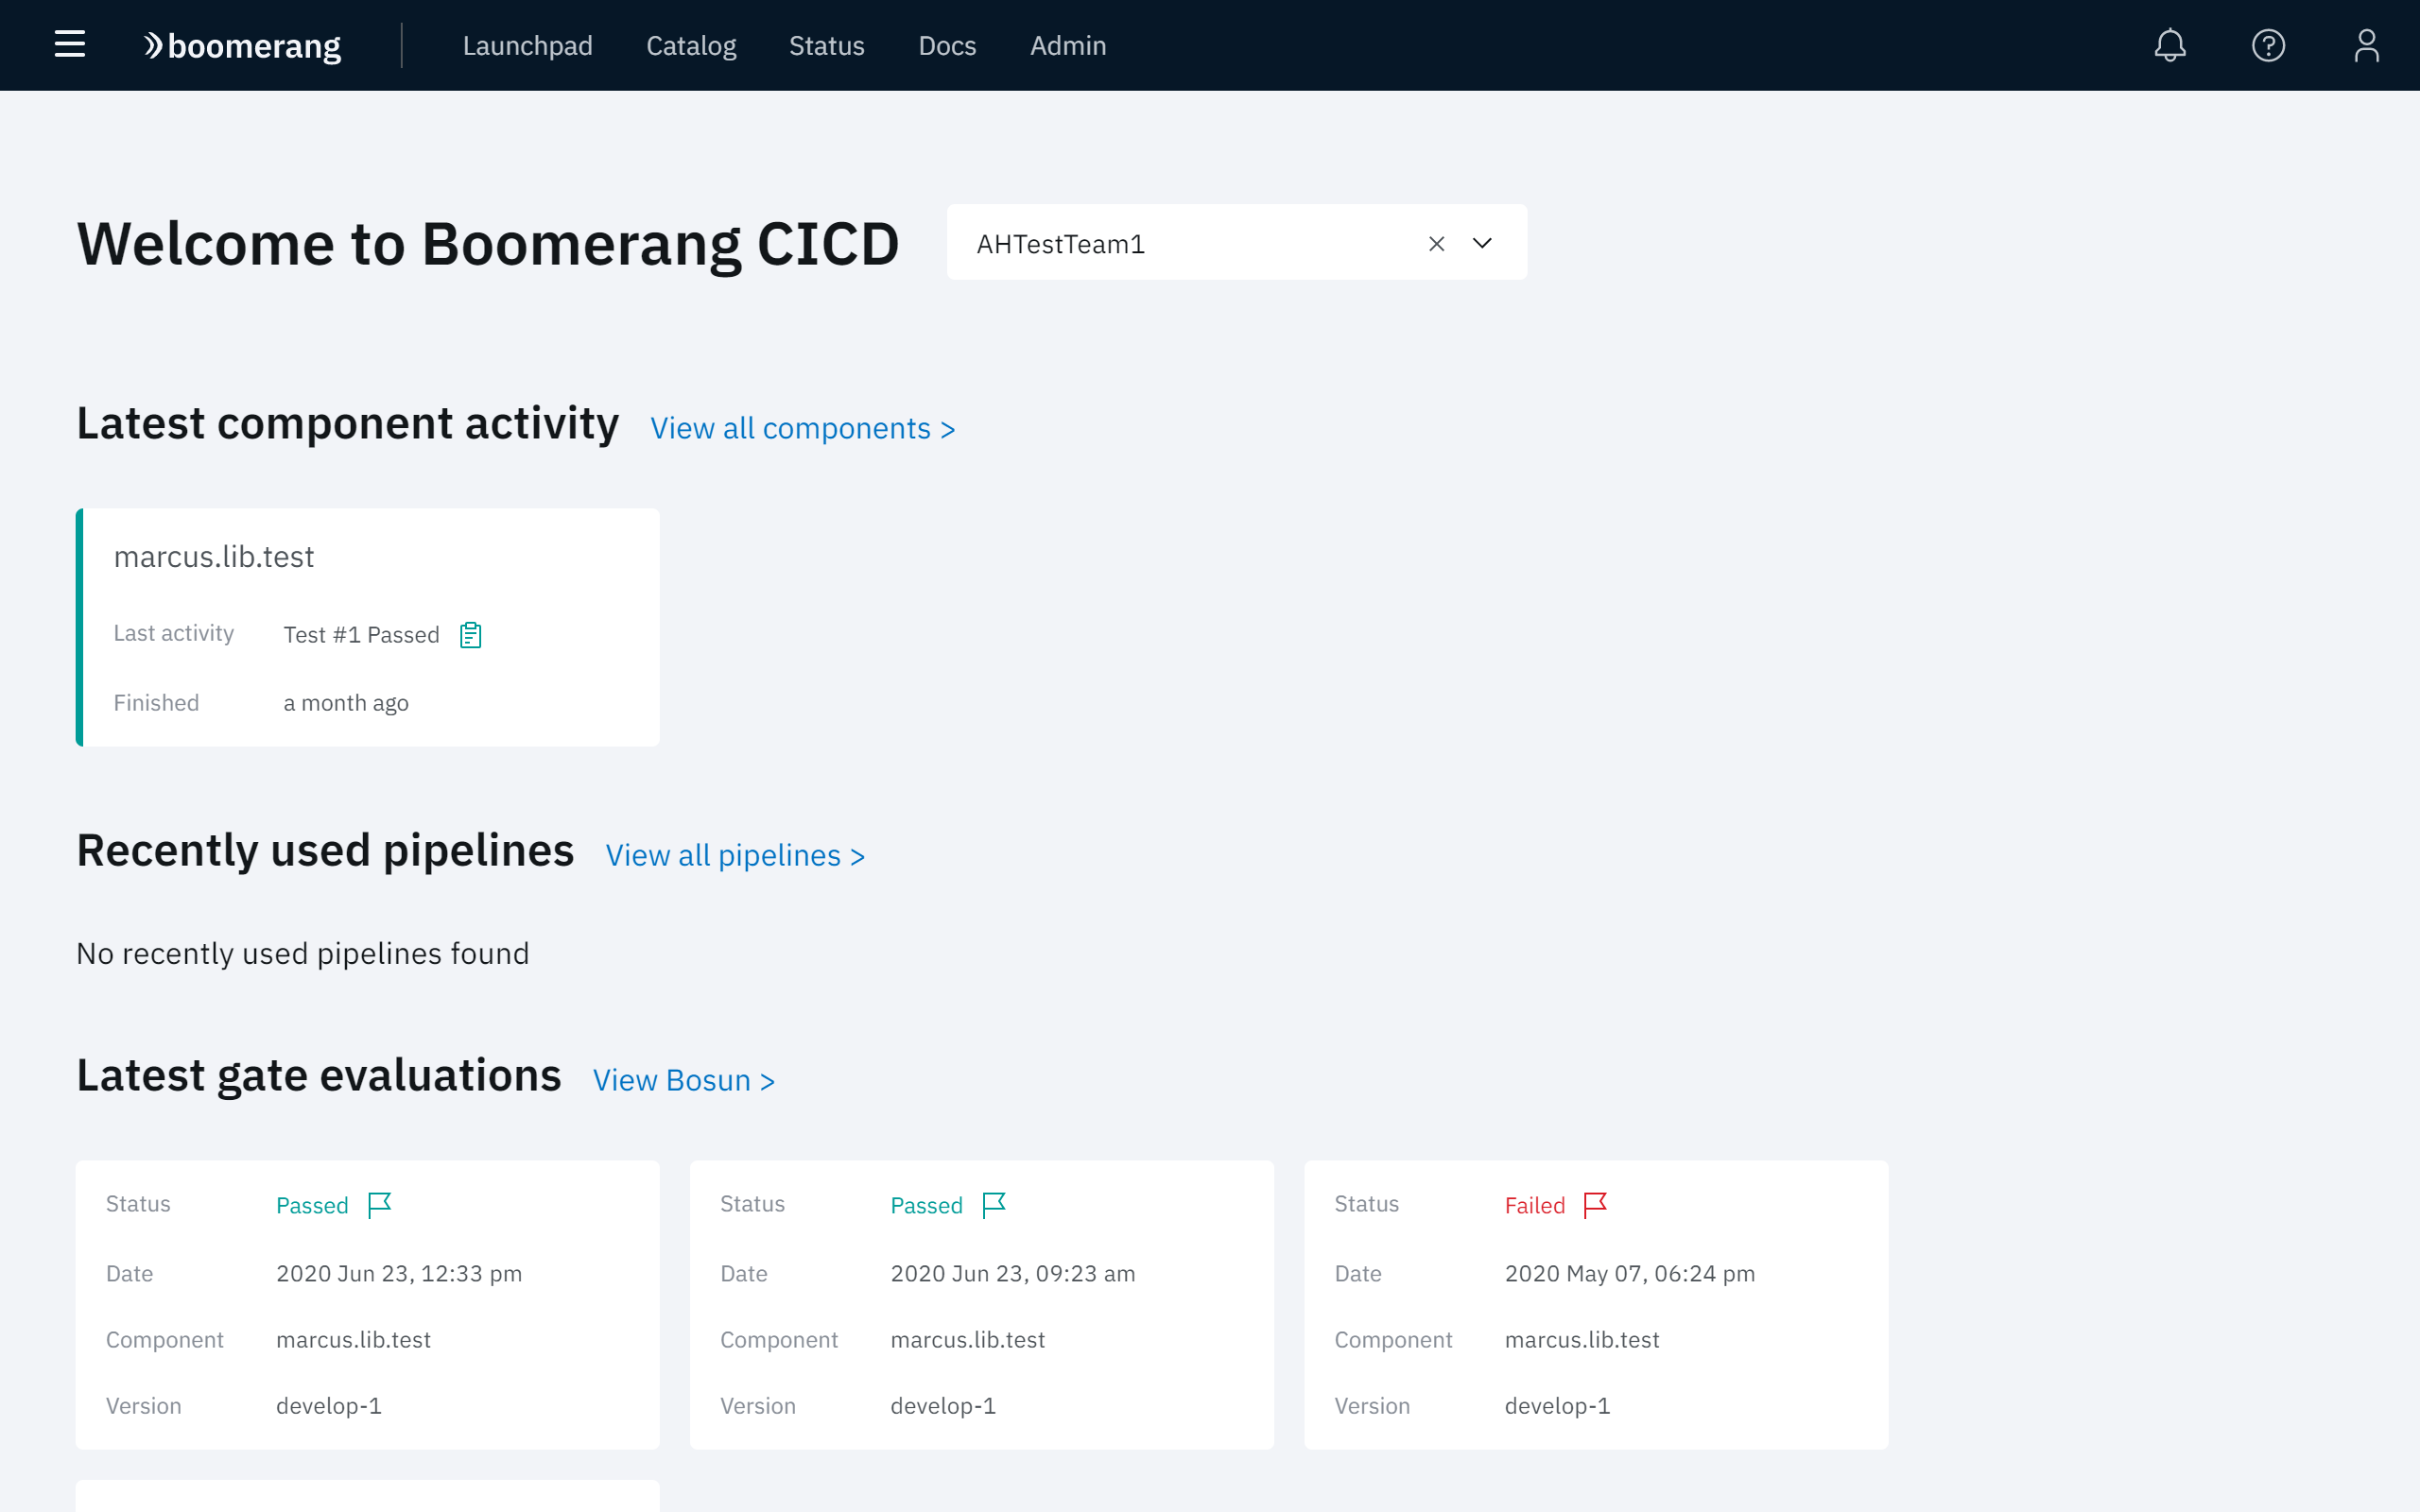 boomerang
Launchpad
Catalog
Status
Docs
Admin
Welcome to Boomerang CICD
AHTestTeam1
Latest component activity
View all components >
marcus.lib.test
Last activity
Test #1 Passed
Finished
a month ago
Recently used pipelines
View all pipelines >
No recently used pipelines found
Latest gate evaluations
View Bosun >
Status
Passed
Date
2020 Jun 23, 12:33 pm
Component
marcus.lib.test
Version
develop-1
Status
Passed
Date
2020 Jun 23, 09:23 am
Component
marcus.lib.test
Version
develop-1
Status
Failed
Date
2020 May 07, 06:24 pm
Component
marcus.lib.test
Version
develop-1